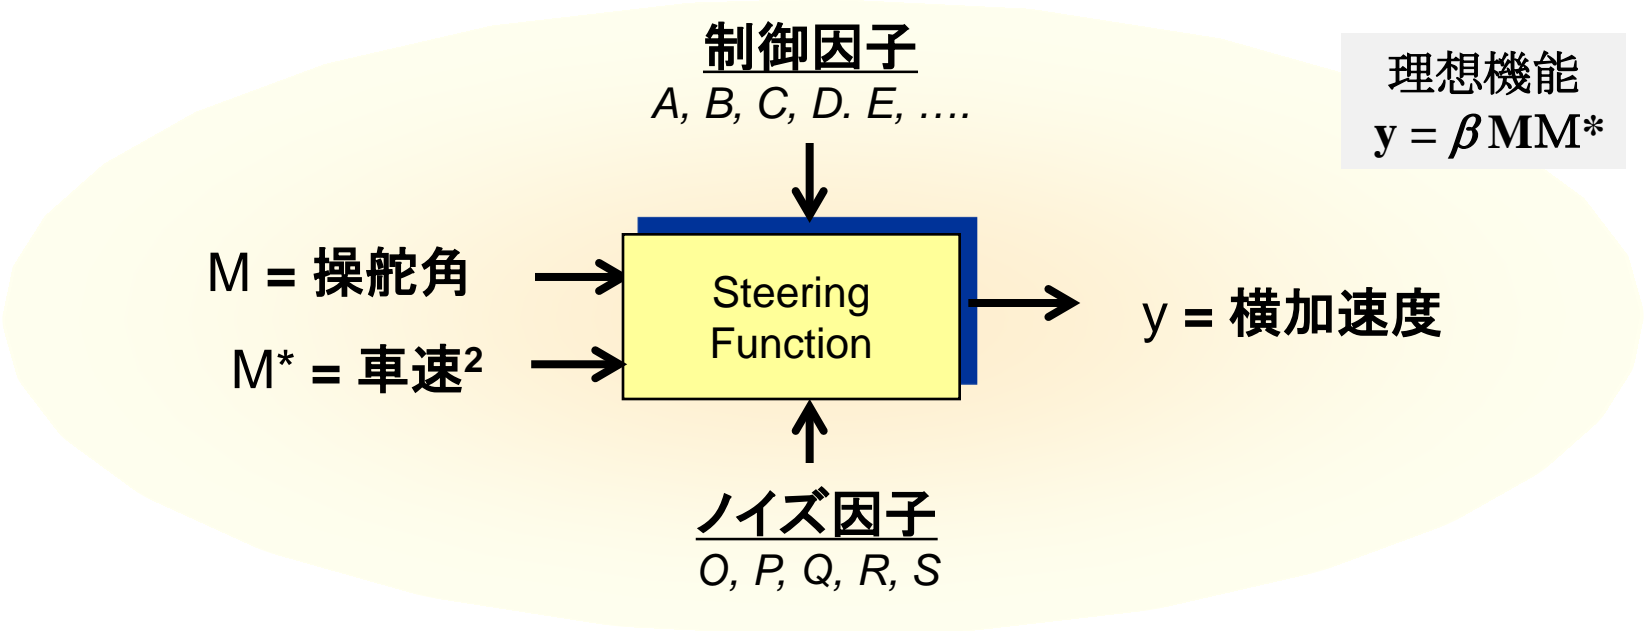 制御因子
A, B, C, D. E, ….
理想機能
y = β MM*
M = 操舵角
M* = 車速²
Steering
Function
y = 横加速度
ノイズ因子
O, P, Q, R, S